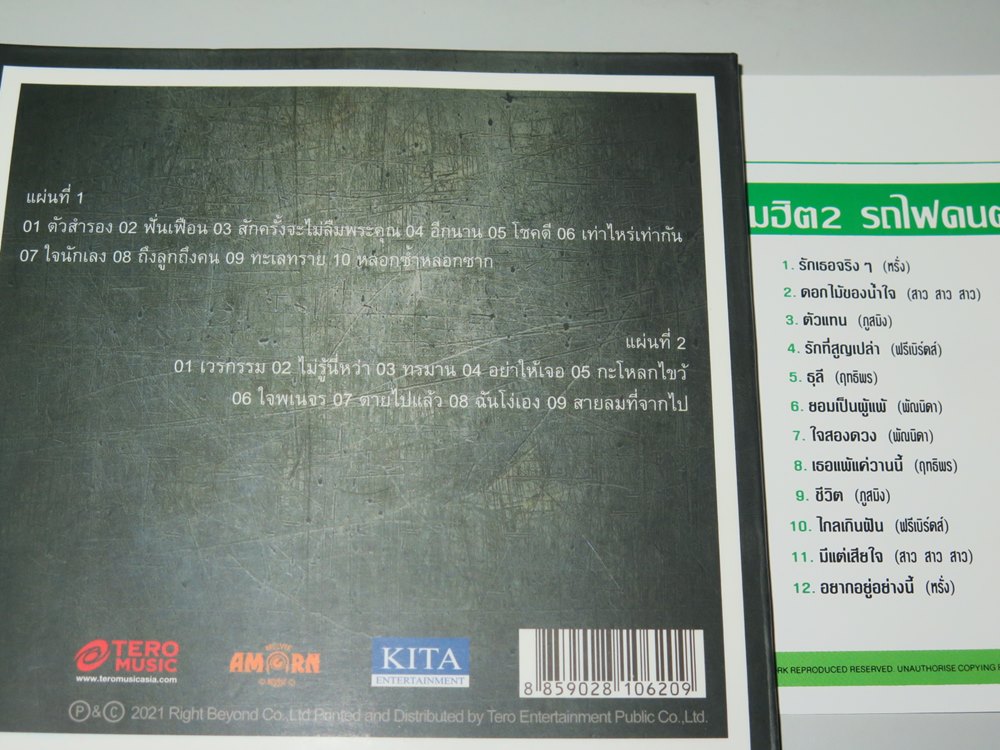 แผ่นที่ 1
01 ตัวสำรอง 02 ฟั่นเฟือน 03 สักครั้งจะไม่ลืมพระคุณ 04 อีกนาน 05 โชคดี 06 เท่าไหร่เท่ากัน
07 ใจนักเลง 08 ถึงลูกถึงคน 09 ทะเลทราย 10 หลอกช้ำหลอกซาก
แผ่นที่ 2
01 เวรกรรม 02 ไม่รู้นี่หว่า 03 ทรมาน 04 อย่าให้เจอ 05 กะโหลกไขว้
06 ใจพเนจร 07 ตายไปแล้ว 08 ฉันโง่เอง 09 สายลมที่จากไป
TERO
MUSIC
www.teromusicasia.com
AMORN
MUSIC
KITA
ENTERTAINMENT
8 859028 106209
P & C 2021 Right Beyond Co., Ltd Printed and Distributed by Tero Entertainment Public Co.,Ltd.
มฮิต2 รถไฟดนต
1. รักเธอจริง ๆ (หรั่ง)
2. ดอกไม้ของน้ำใจ (สาว สาว สาว)
3. ตัวแทน (ภูสมิง)
4. รักที่สูญเปล่า (ฟรีเบิร์ดส์)
5. ธุลี (ฤทธิพร)
6. ยอมเป็นผู้แพ้ (พัณนิดา)
7. ใจสองดวง (พัณนิดา)
8. เธอแพ้แค่วานนี้ (ฤทธิพร)
9. ชีวิต (ภูสมิง)
10. ไกลเกินฝัน (ฟรีเบิร์ดส์)
11. มีแต่เสียใจ (สาว สาว สาว)
12. อยากอยู่อย่างนี้ (หรั่ง)
RK REPRODUCED RESERVED. UNAUTHORISE COPYING